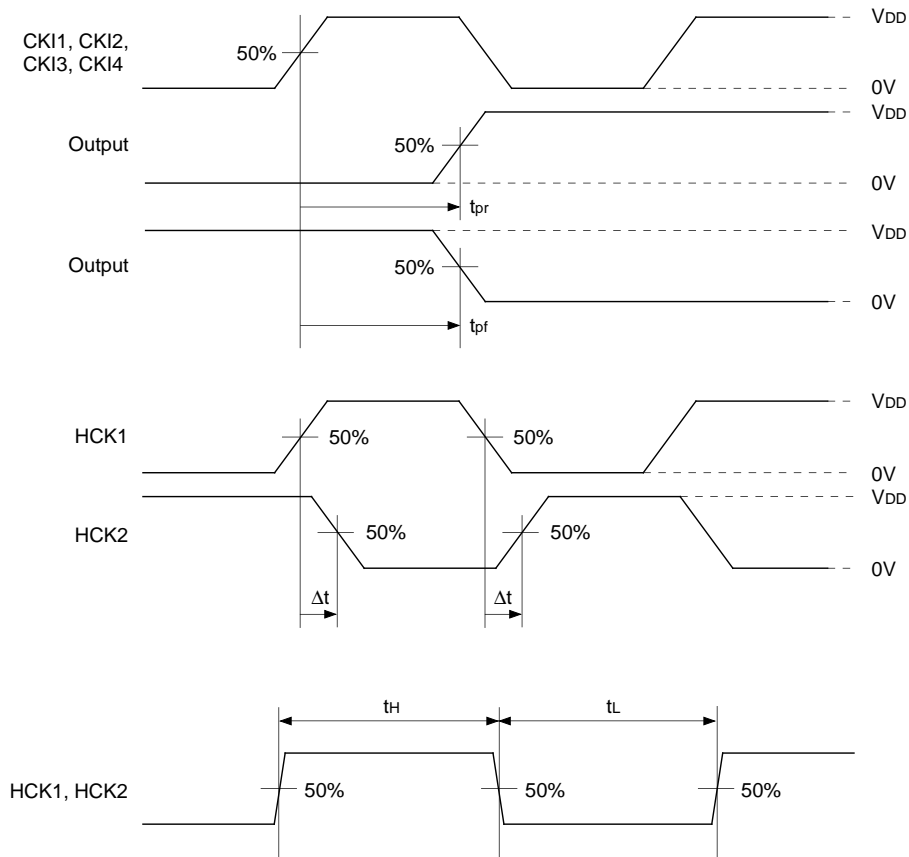 CKI1, CKI2,
CKI3, CKI4
50%
VDD
0V
Output
50%
VDD
0V
tpr
Output
50%
VDD
0V
tpf
HCK1
50%
50%
VDD
0V
HCK2
50%
50%
VDD
0V
Δt
Δt
tH
tL
HCK1, HCK2
50%
50%
50%